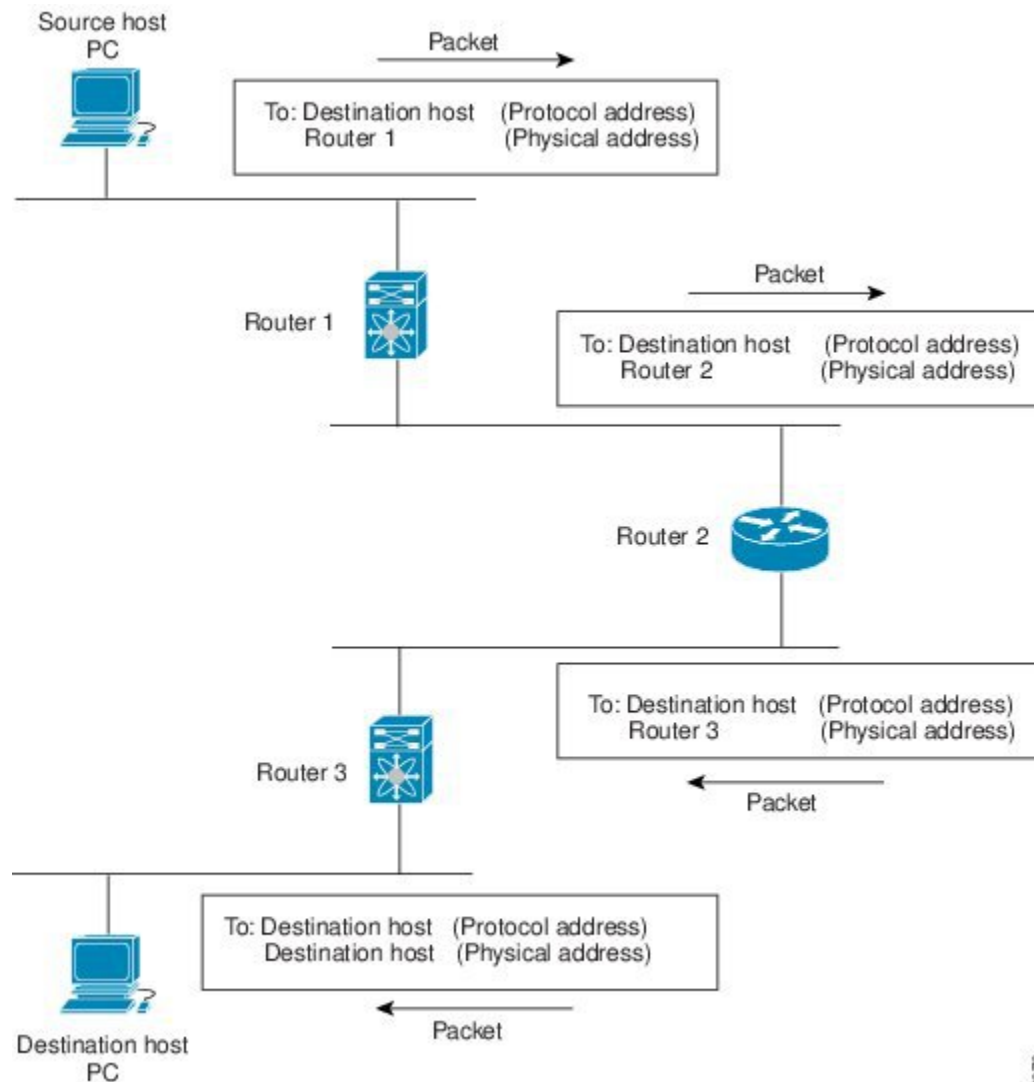 Source host
PC
Packet
To: Destination host (Protocol address)
Router 1 (Physical address)
Router 1
Packet
To: Destination host (Protocol address)
Router 2 (Physical address)
Router 2
To: Destination host (Protocol address)
Router 3 (Physical address)
Packet
Router 3
To: Destination host (Protocol address)
Destination host (Physical address)
Packet
Destination host
PC